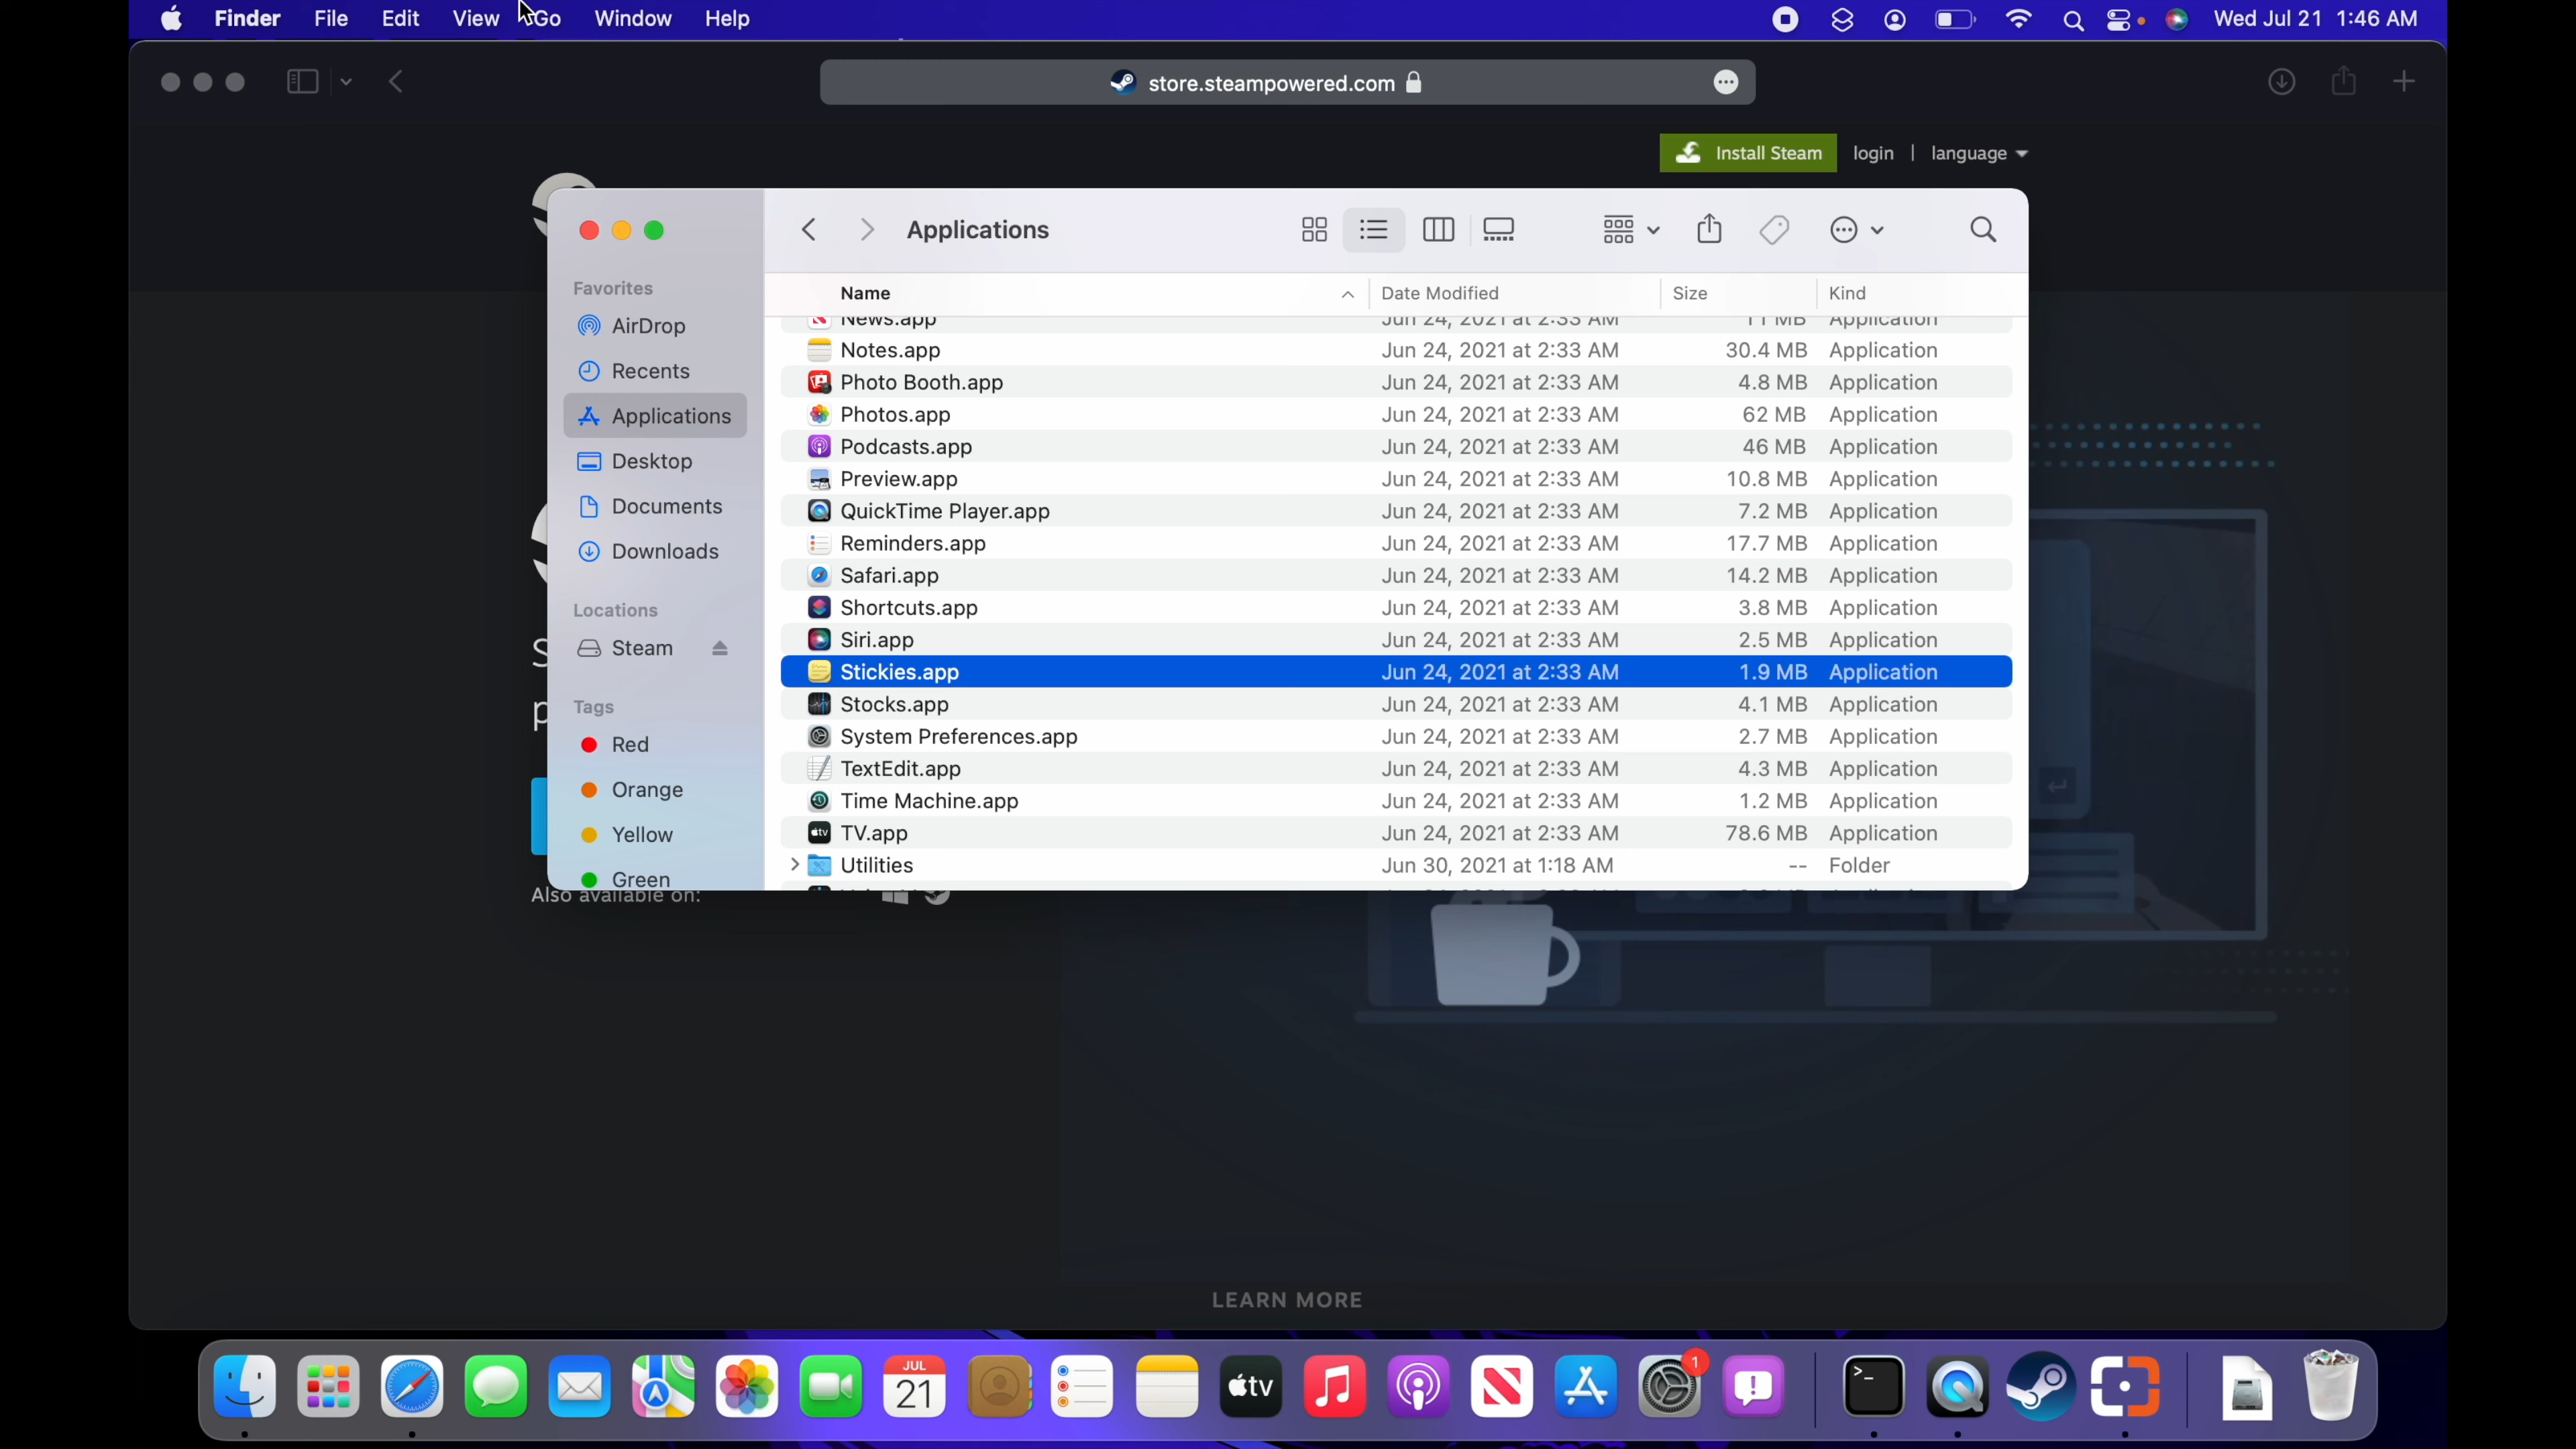 Finder File Edit View Go Window Help Wed Jul 21 1:46 AM
store.steampowered.com
Install Steam login | language
Applications
Favorites
AirDrop
Recents
Applications
Desktop
Documents
Downloads
Locations
Steam
Tags
Red
Orange
Yellow
Green
Name Date Modified Size Kind
News.app Jun 24, 2021 at 2:33 AM 11 MB Application
Notes.app Jun 24, 2021 at 2:33 AM 30.4 MB Application
Photo Booth.app Jun 24, 2021 at 2:33 AM 4.8 MB Application
Photos.app Jun 24, 2021 at 2:33 AM 62 MB Application
Podcasts.app Jun 24, 2021 at 2:33 AM 46 MB Application
Preview.app Jun 24, 2021 at 2:33 AM 10.8 MB Application
QuickTime Player.app Jun 24, 2021 at 2:33 AM 7.2 MB Application
Reminders.app Jun 24, 2021 at 2:33 AM 17.7 MB Application
Safari.app Jun 24, 2021 at 2:33 AM 14.2 MB Application
Shortcuts.app Jun 24, 2021 at 2:33 AM 3.8 MB Application
Siri.app Jun 24, 2021 at 2:33 AM 2.5 MB Application
Stickies.app Jun 24, 2021 at 2:33 AM 1.9 MB Application
Stocks.app Jun 24, 2021 at 2:33 AM 4.1 MB Application
System Preferences.app Jun 24, 2021 at 2:33 AM 2.7 MB Application
TextEdit.app Jun 24, 2021 at 2:33 AM 4.3 MB Application
Time Machine.app Jun 24, 2021 at 2:33 AM 1.2 MB Application
TV.app Jun 24, 2021 at 2:33 AM 78.6 MB Application
Utilities Jun 30, 2021 at 1:18 AM -- Folder
Also available on:
LEARN MORE
JUL
21
tv
1